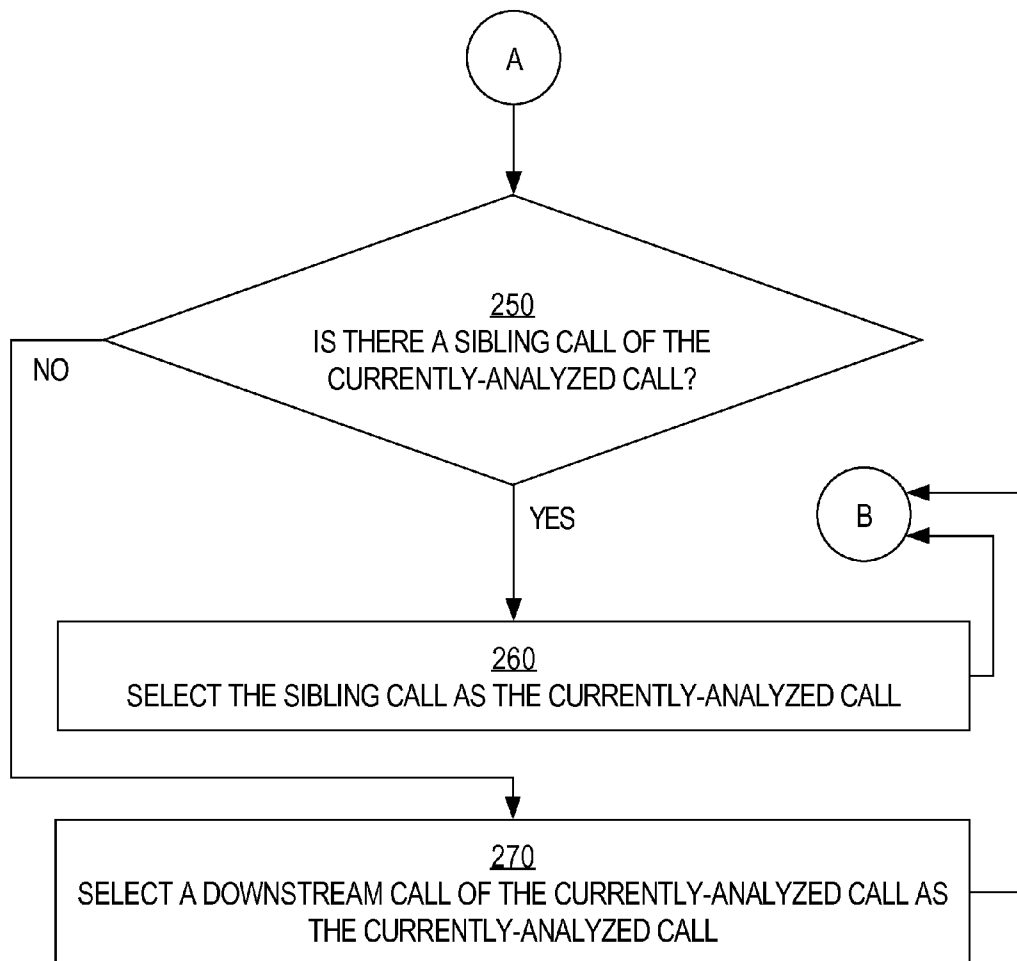 A
250
IS THERE A SIBLING CALL OF THE
CURRENTLY-ANALYZED CALL?
NO
YES
B
260
SELECT THE SIBLING CALL AS THE CURRENTLY-ANALYZED CALL
270
SELECT A DOWNSTREAM CALL OF THE CURRENTLY-ANALYZED CALL AS
THE CURRENTLY-ANALYZED CALL